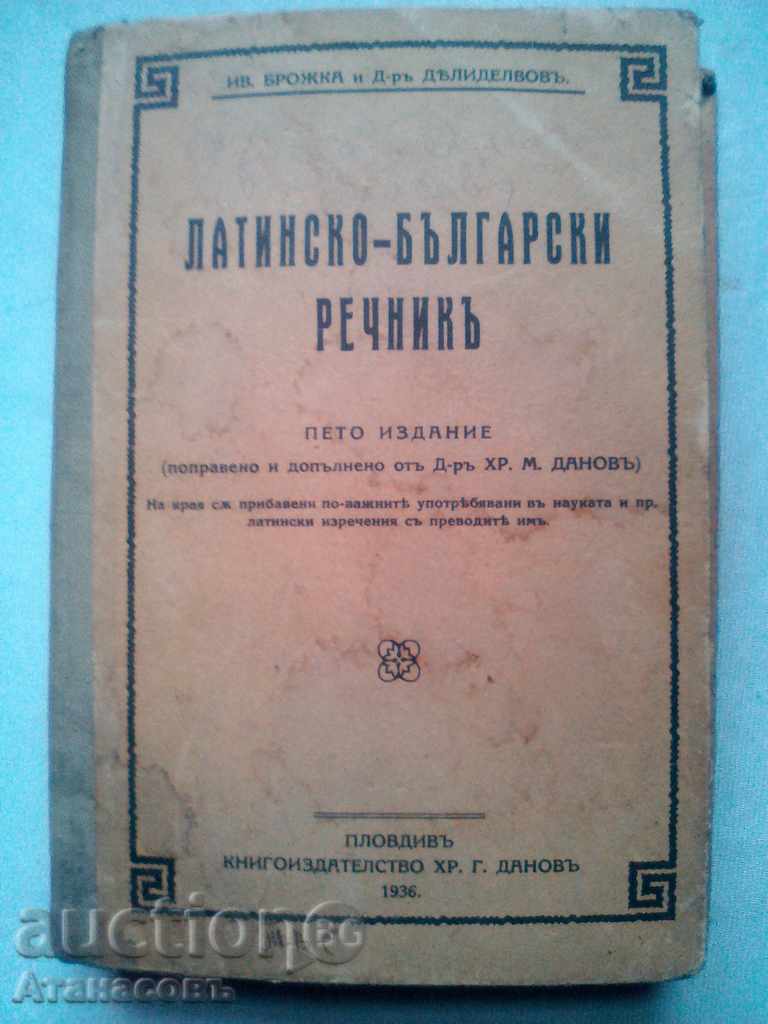 ИВ. БРОЖКА и Д-ръ ДѢЛИДЕЛВОВЪ.
ЛАТИНСКО-БЪЛГАРСКИ
РЕЧНИКЪ
ПЕТО ИЗДАНИЕ
(поправено и допълнено отъ Д-ръ ХР. М. ДАНОВЪ)
На края сѫ прибавени по-важнитѣ употрѣбявани въ науката и пр.
латински изречения съ преводитѣ имъ.
ПЛОВДИВЪ
КНИГОИЗДАТЕЛСТВО ХР. Г. ДАНОВЪ
1936.
auction BG
Атанасовъ